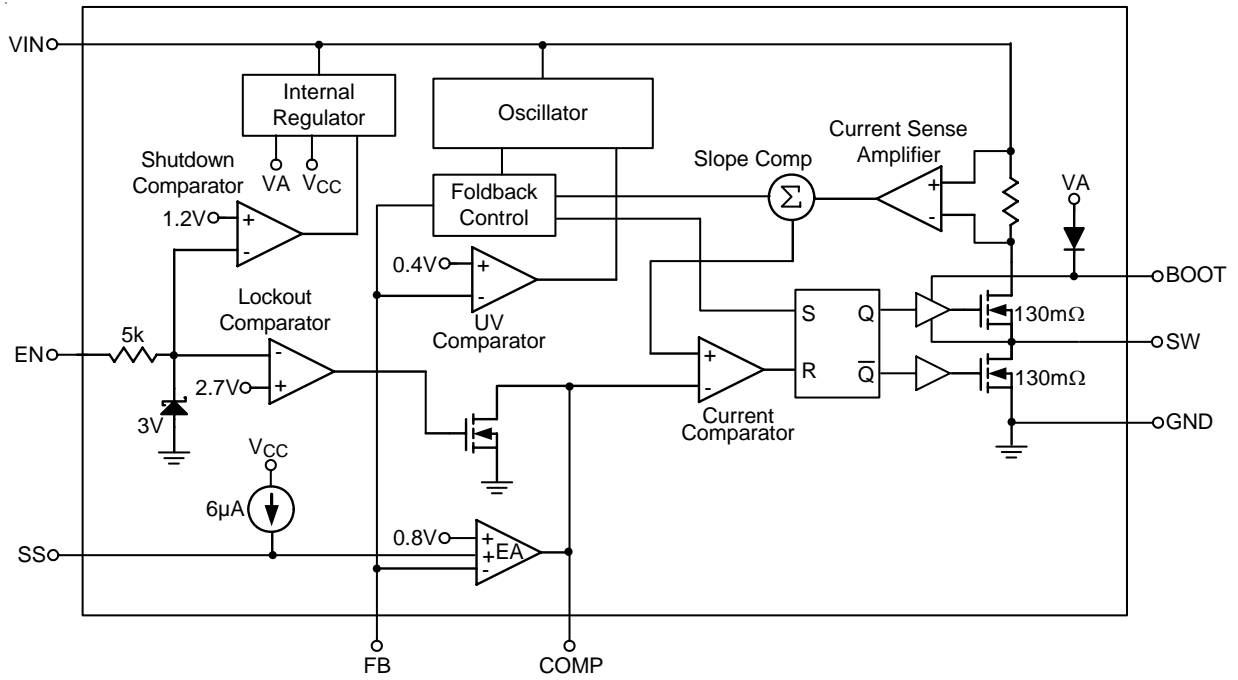 VIN
Internal
Regulator
Oscillator
Current Sense
Amplifier
Slope Comp
Shutdown
Comparator
VA
VCC
VA
Foldback
Control
Σ
+
-
1.2V
+
-
0.4V
+
-
BOOT
Lockout
Comparator
UV
Comparator
S
Q
130mΩ
5k
EN
-
+
2.7V
SW
+
-
R
Q
130mΩ
3V
Current
Comparator
GND
VCC
6µA
0.8V
+
+
-
EA
SS
FB
COMP